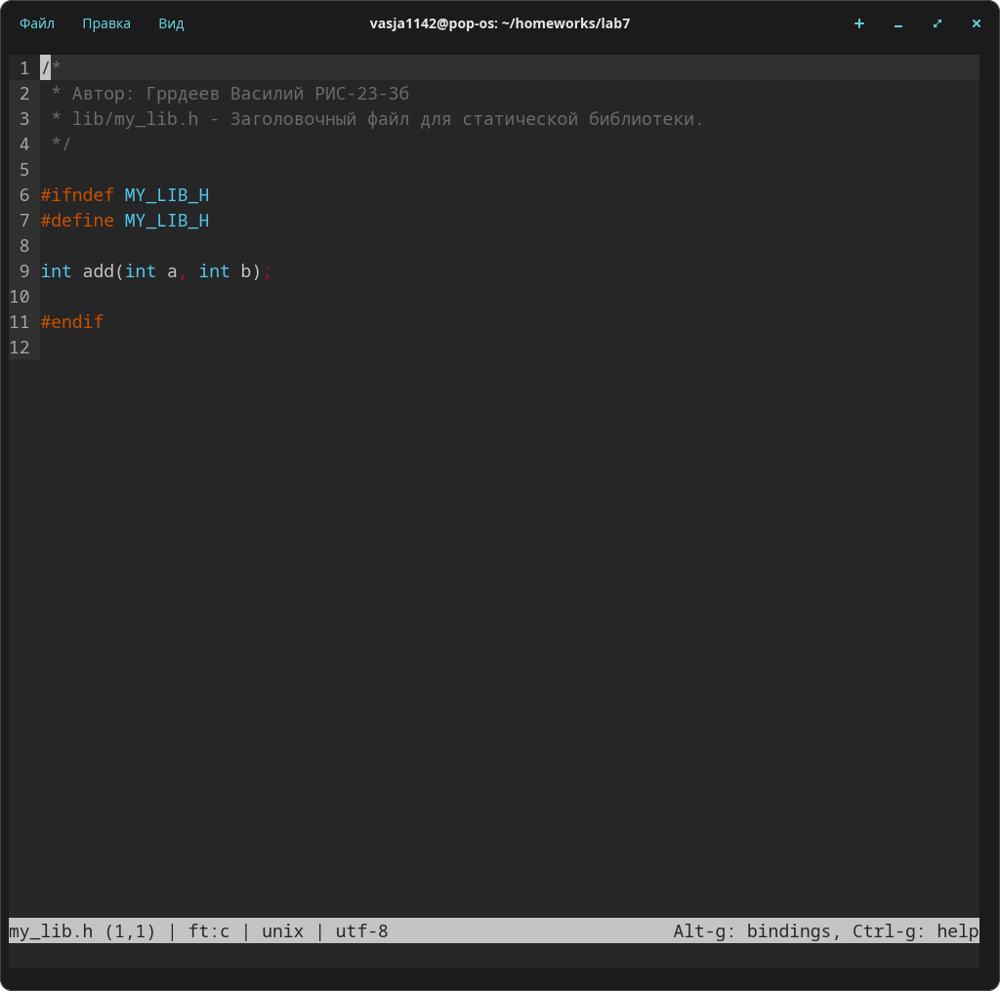 Файл Правка Вид vasja1142@pop-os: ~/homeworks/lab7
1 /*
2  * Автор: Гррдеев Василий РИС-23-3б
3  * lib/my_lib.h - Заголовочный файл для статической библиотеки.
4  */
5
6 #ifndef MY_LIB_H
7 #define MY_LIB_H
8
9 int add(int a, int b);
10
11 #endif
12
my_lib.h (1,1) | ft:c | unix | utf-8 Alt-g: bindings, Ctrl-g: help